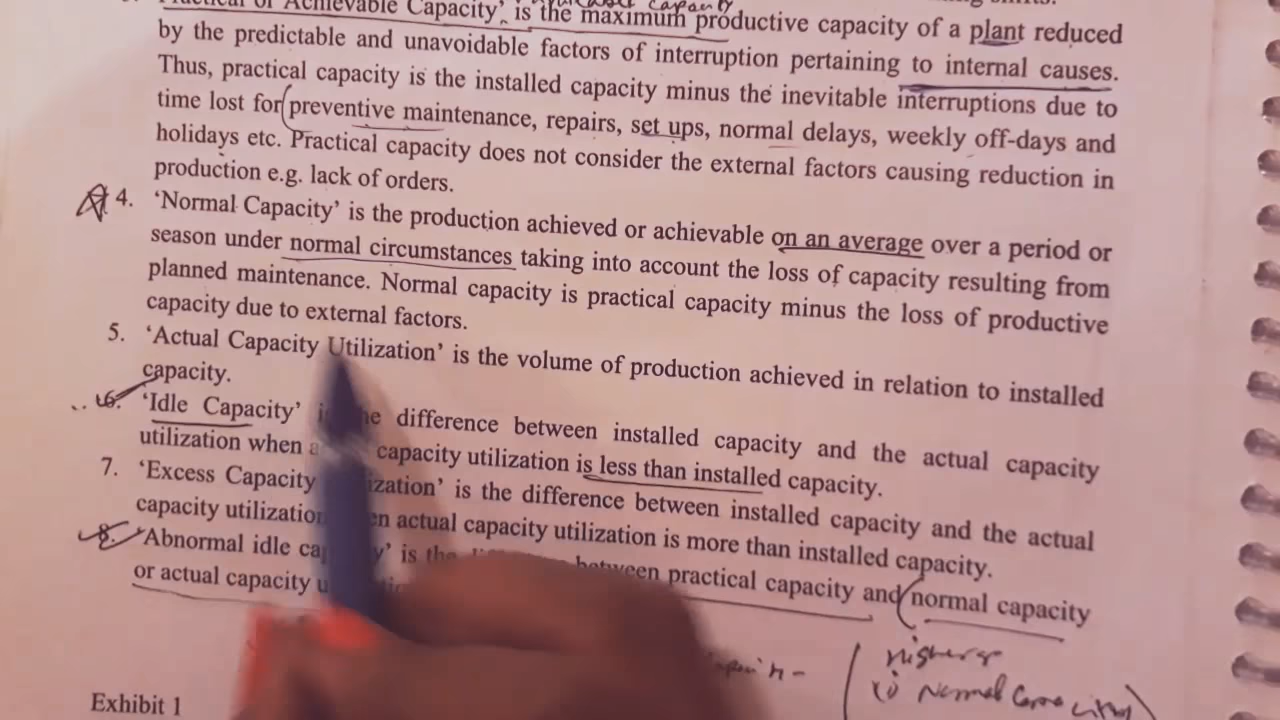 Achievable Capacity' is the maximum productive capacity of a plant reduced
by the predictable and unavoidable factors of interruption pertaining to internal causes.
Thus, practical capacity is the installed capacity minus the inevitable interruptions due to
time lost for preventive maintenance, repairs, set ups, normal delays, weekly off-days and
holidays etc. Practical capacity does not consider the external factors causing reduction in
production e.g. lack of orders.
4. 'Normal Capacity' is the production achieved or achievable on an average over a period or
season under normal circumstances taking into account the loss of capacity resulting from
planned maintenance. Normal capacity is practical capacity minus the loss of productive
capacity due to external factors.
5. 'Actual Capacity Utilization' is the volume of production achieved in relation to installed
capacity.
6. 'Idle Capacity' the difference between installed capacity and the actual capacity
utilization when capacity utilization is less than installed capacity.
7. 'Excess Capacity is the difference between installed capacity and the actual
capacity utilization actual capacity utilization is more than installed capacity.
8. 'Abnormal idle is the between practical capacity and normal capacity
or actual capacity
(i) Normal
Exhibit 1